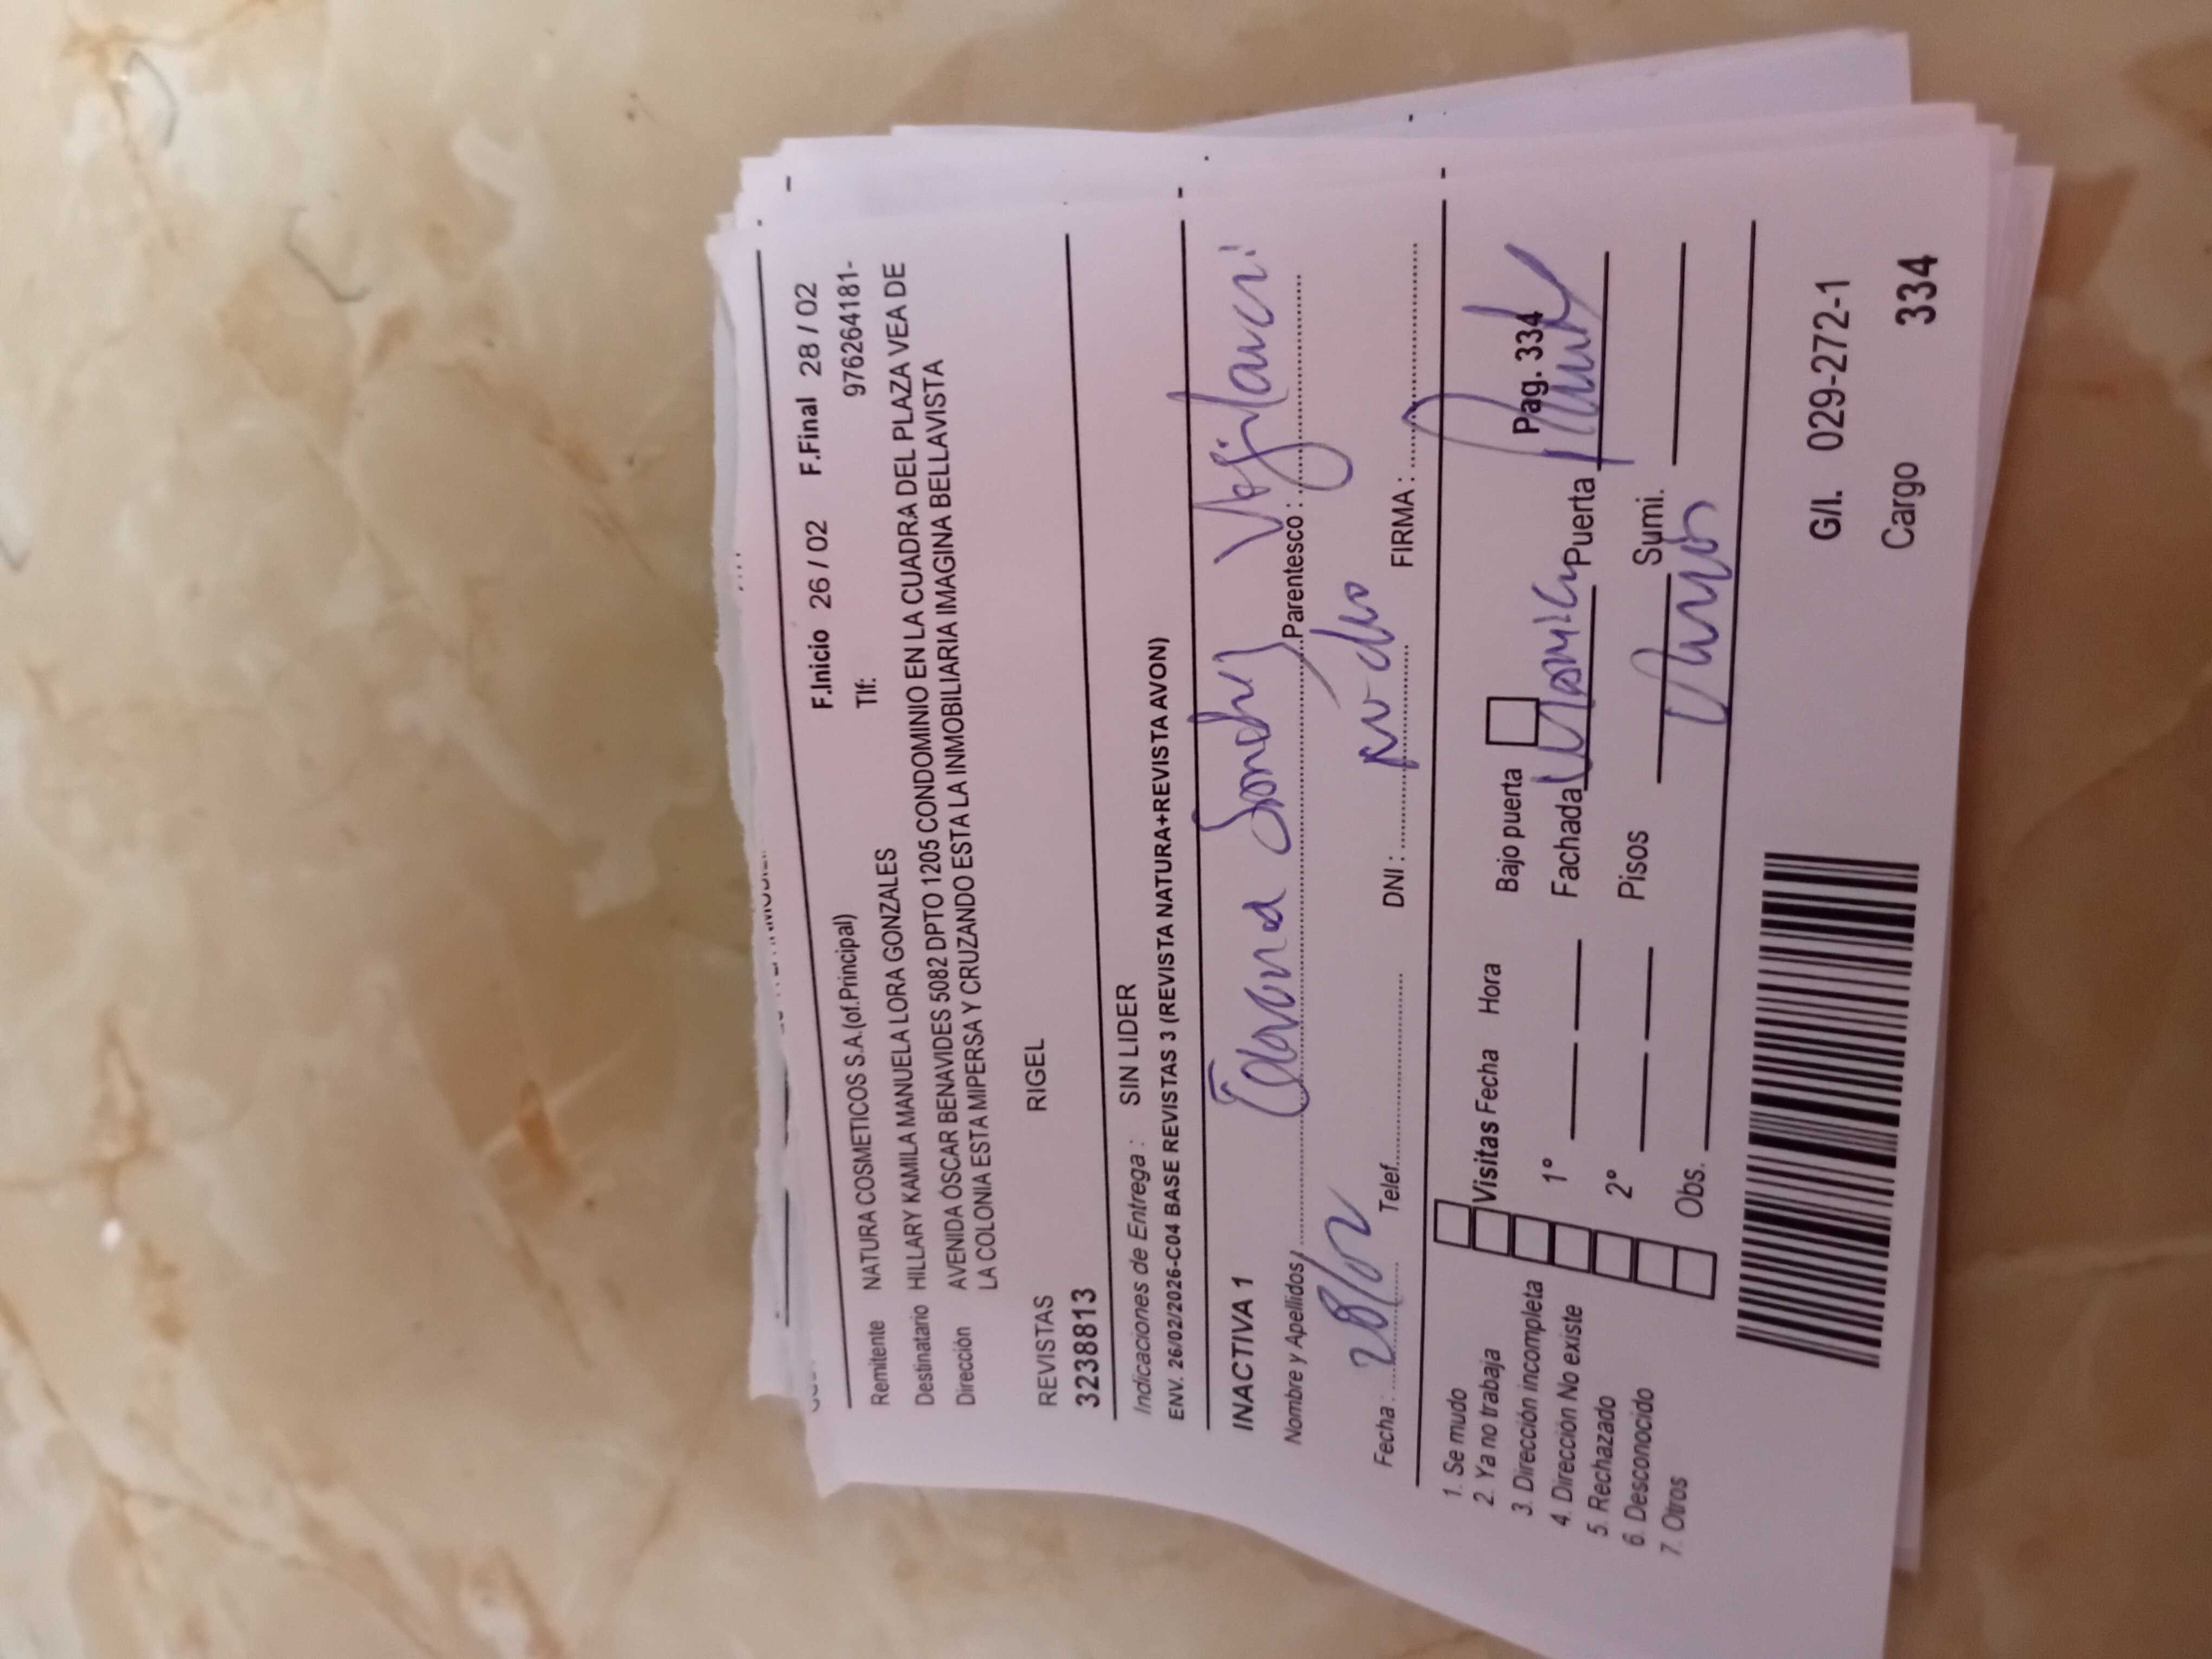 F.Inicio 26 / 02 F.Final 28 / 02
Remitente NATURA COSMETICOS S.A.(of.Principal) Tlf: 976264181-
Destinatario HILLARY KAMILA MANUELA LORA GONZALES
Dirección AVENIDA ÓSCAR BENAVIDES 5082 DPTO 1205 CONDOMINIO EN LA CUADRA DEL PLAZA VEA DE
LA COLONIA ESTA MIPERSA Y CRUZANDO ESTA LA INMOBILIARIA IMAGINA BELLAVISTA
REVISTAS RIGEL
3238813
Indicaciones de Entrega : SIN LIDER
ENV. 26/02/2026-C04 BASE REVISTAS 3 (REVISTA NATURA+REVISTA AVON)
INACTIVA 1
Nombre y Apellidos Parentesco :
Fecha : 28/02 Telef. DNI : FIRMA :
1. Se mudo
2. Ya no trabaja
3. Dirección incompleta
4. Dirección No existe
5. Rechazado
6. Desconocido
7. Otros
Visitas Fecha Hora Bajo puerta Pag. 334
1° Fachada Puerta
2° Pisos Sumi.
Obs.
G/I. 029-272-1
Cargo 334